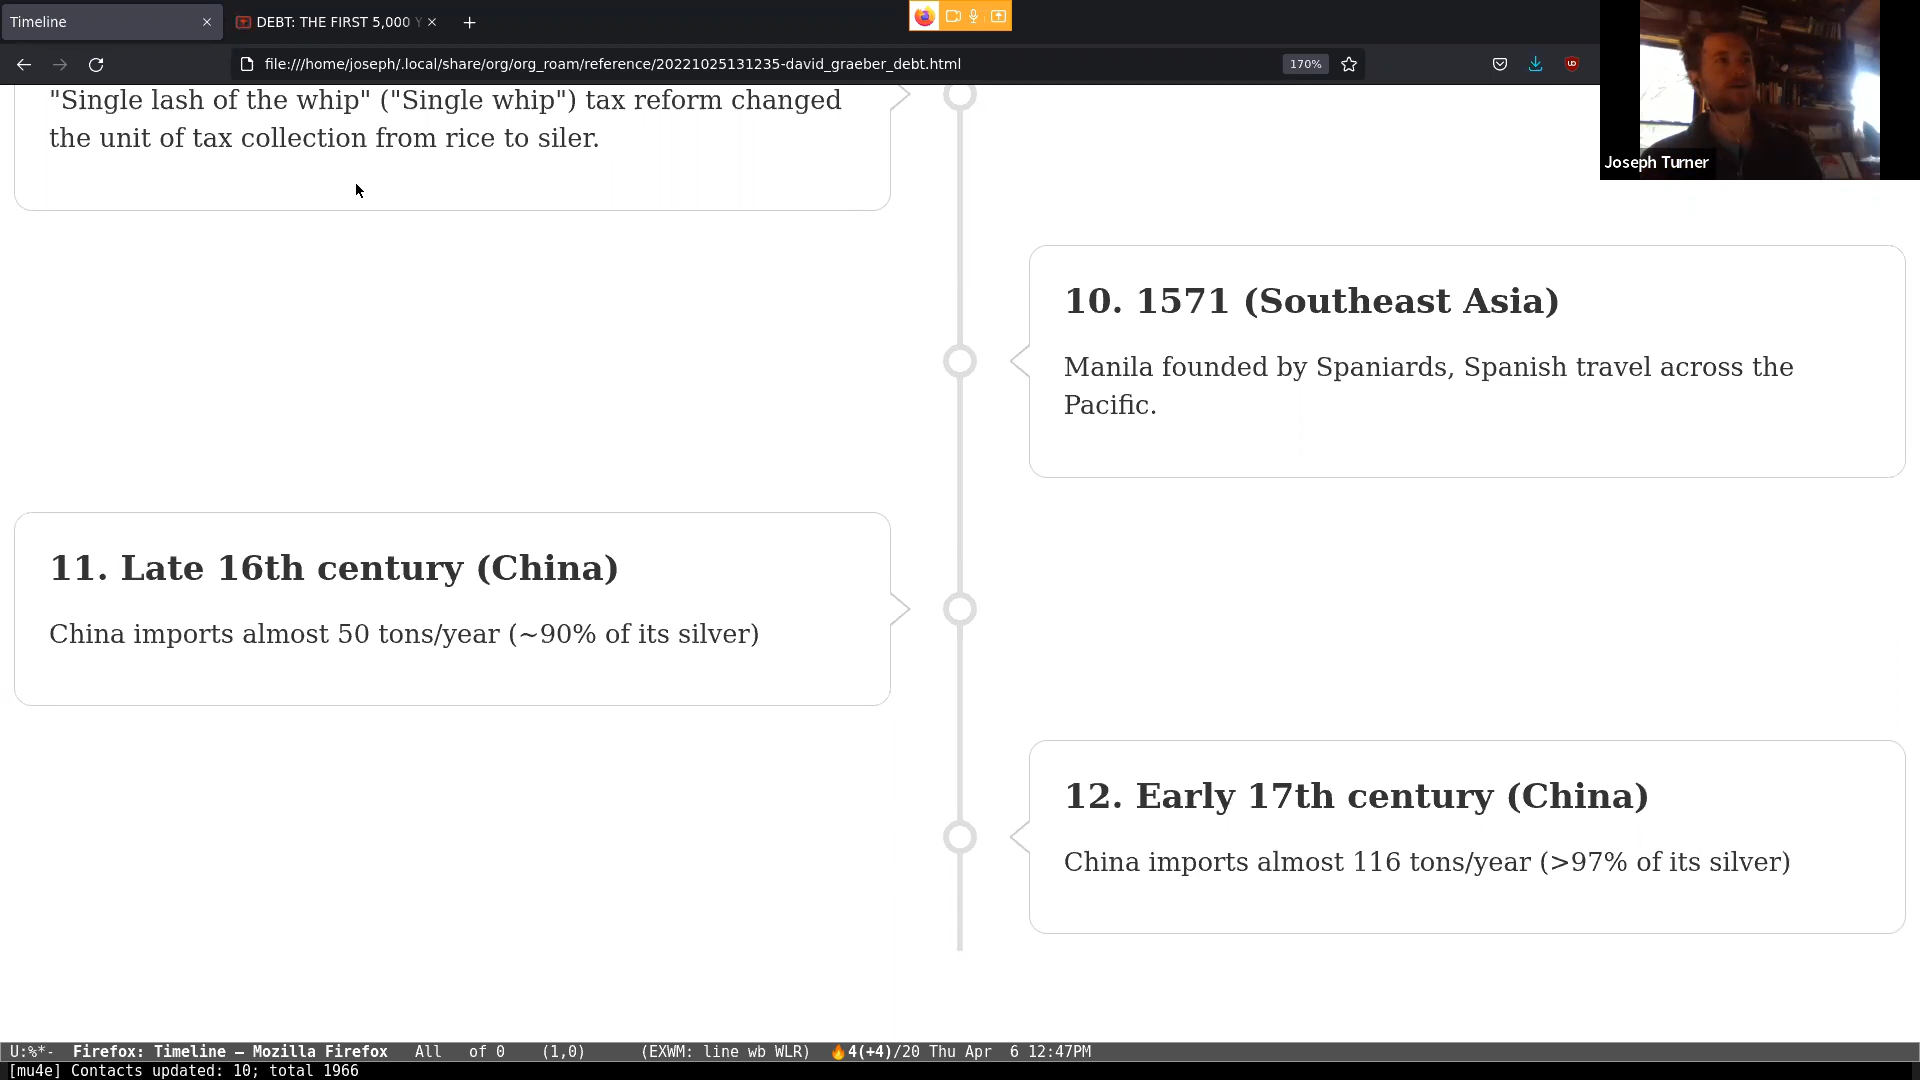 Timeline
DEBT: THE FIRST 5,000 Y
file:///home/joseph/.local/share/org/org_roam/reference/20221025131235-david_graeber_debt.html
170%
"Single lash of the whip" ("Single whip") tax reform changed
the unit of tax collection from rice to siler.
Joseph Turner
10. 1571 (Southeast Asia)
Manila founded by Spaniards, Spanish travel across the
Pacific.
11. Late 16th century (China)
China imports almost 50 tons/year (~90% of its silver)
12. Early 17th century (China)
China imports almost 116 tons/year (>97% of its silver)
U:%*- Firefox: Timeline — Mozilla Firefox All of 0 (1,0) (EXWM: line wb WLR) 🔥4(+4)/20 Thu Apr 6 12:47PM
[mu4e] Contacts updated: 10; total 1966